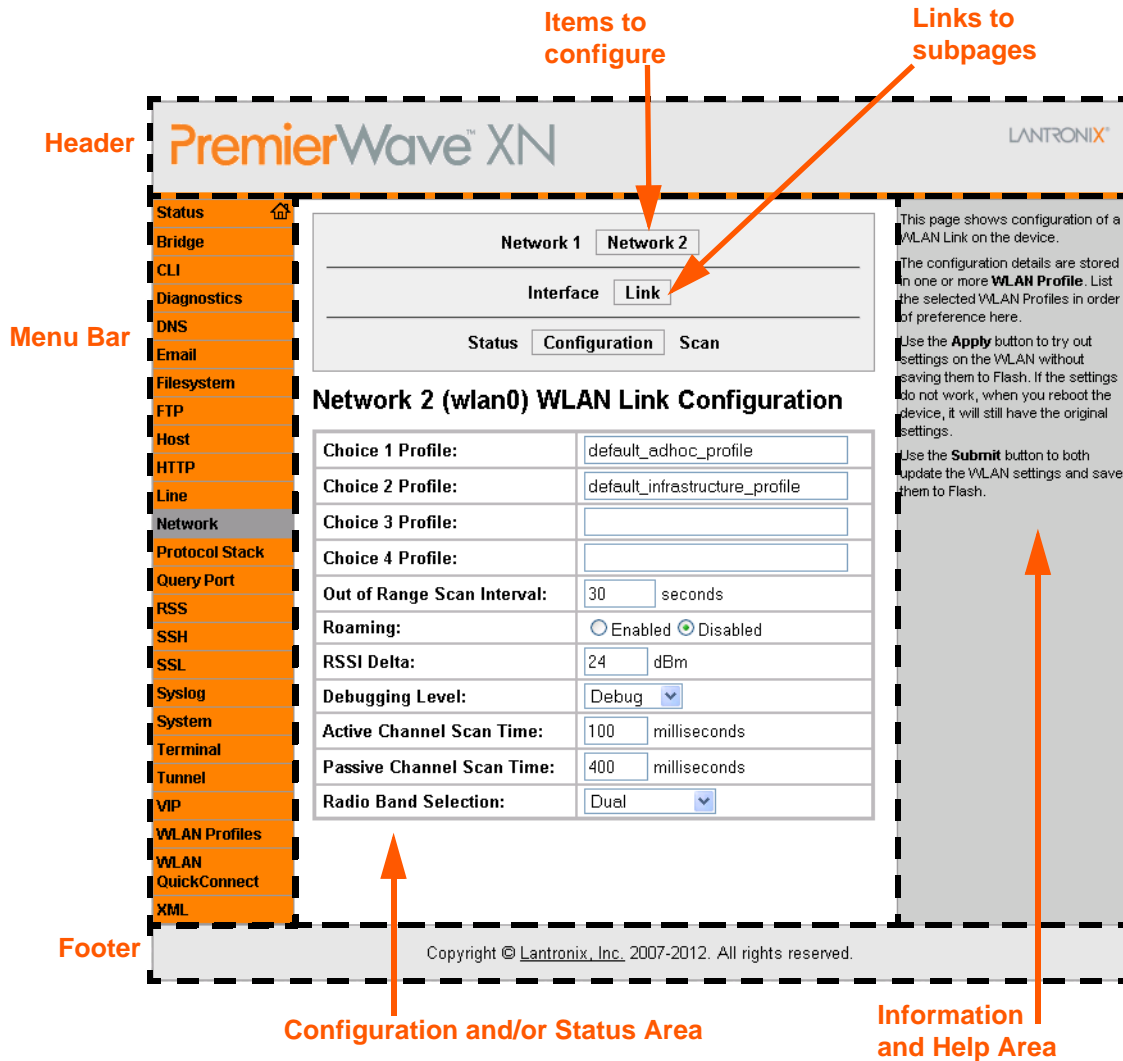 Items to
configure
Links to
subpages
Header
PremierWave™ XN
LANTRONIX®
Menu Bar
Status
Bridge
CLI
Diagnostics
DNS
Email
Filesystem
FTP
Host
HTTP
Line
Network
Protocol Stack
Query Port
RSS
SSH
SSL
Syslog
System
Terminal
Tunnel
VIP
WLAN Profiles
WLAN
QuickConnect
XML
Network 1 Network 2
Interface Link
Status Configuration Scan
Network 2 (wlan0) WLAN Link Configuration
Choice 1 Profile: default_adhoc_profile
Choice 2 Profile: default_infrastructure_profile
Choice 3 Profile:
Choice 4 Profile:
Out of Range Scan Interval: 30 seconds
Roaming: Enabled Disabled
RSSI Delta: 24 dBm
Debugging Level: Debug
Active Channel Scan Time: 100 milliseconds
Passive Channel Scan Time: 400 milliseconds
Radio Band Selection: Dual
This page shows configuration of a
WLAN Link on the device.
The configuration details are stored
in one or more WLAN Profile. List
the selected WLAN Profiles in order
of preference here.
Use the Apply button to try out
settings on the WLAN without
saving them to Flash. If the settings
do not work, when you reboot the
device, it will still have the original
settings.
Use the Submit button to both
update the WLAN settings and save
them to Flash.
Footer
Copyright © Lantronix, Inc. 2007-2012. All rights reserved.
Configuration and/or Status Area
Information
and Help Area